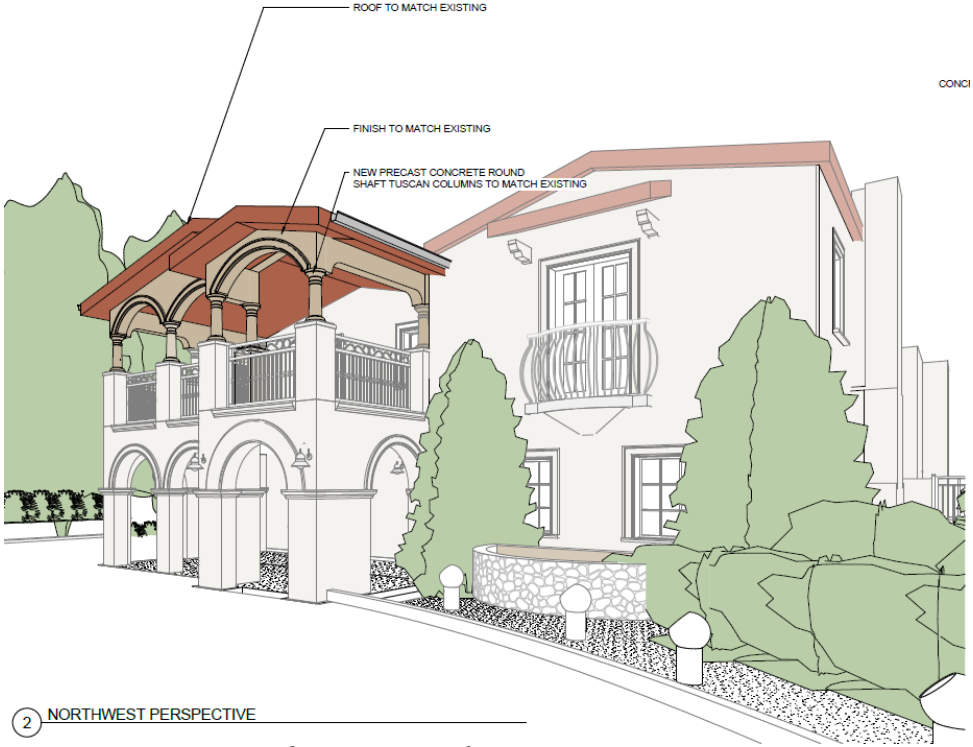 ROOF TO MATCH EXISTING
CONCR
FINISH TO MATCH EXISTING
NEW PRECAST CONCRETE ROUND
SHAFT TUSCAN COLUMNS TO MATCH EXISTING
2 NORTHWEST PERSPECTIVE